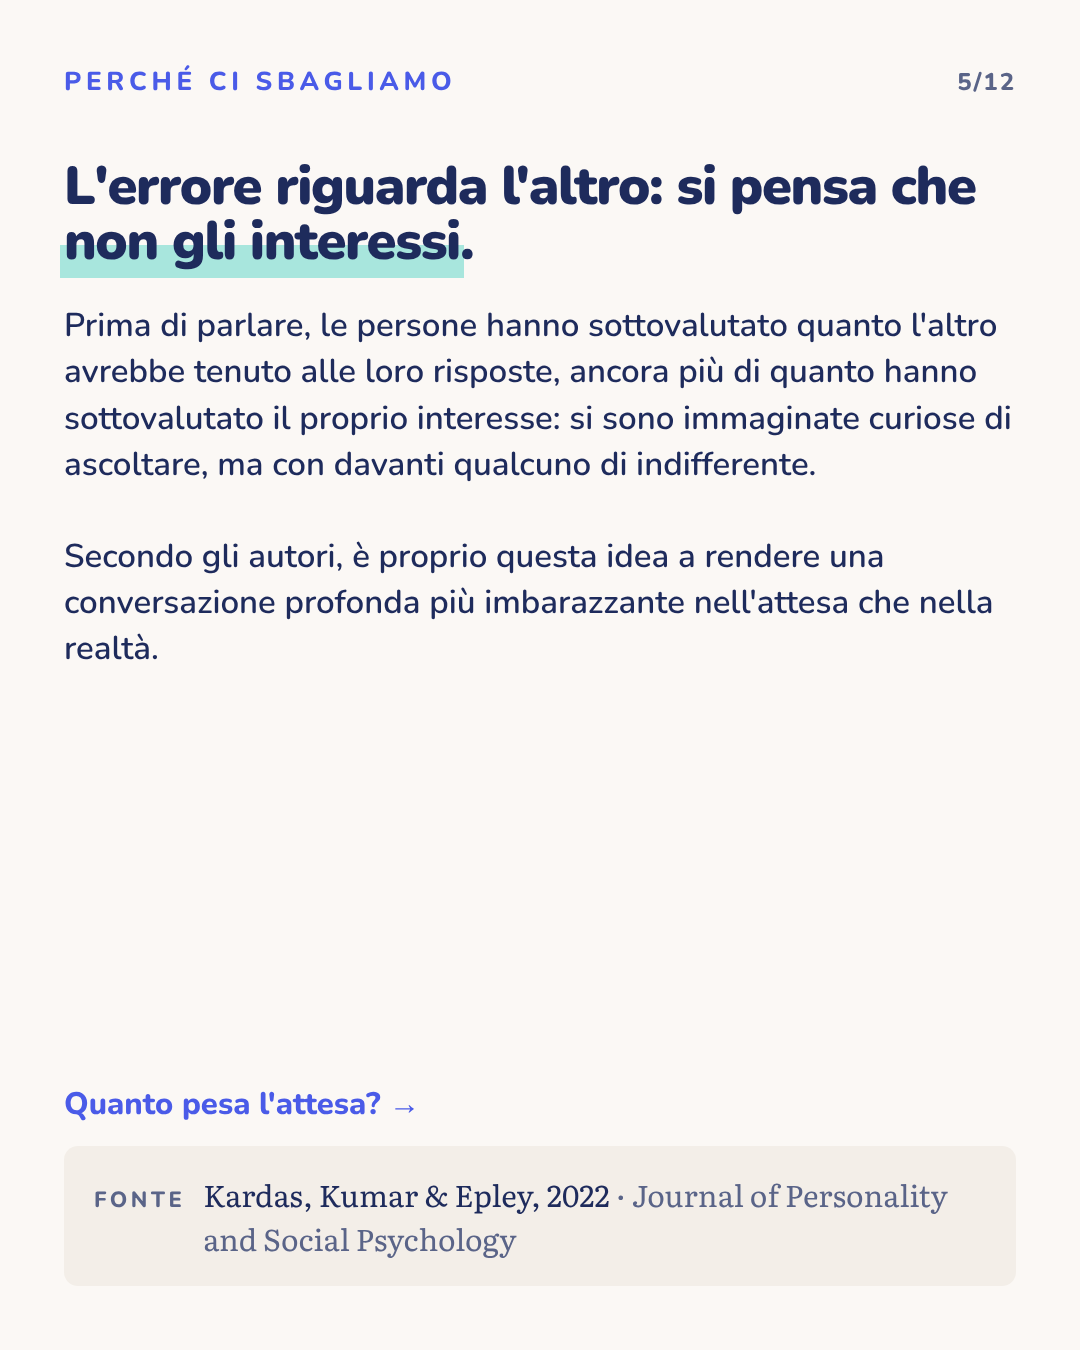 PERCHÉ CI SBAGLIAMO
5/12
L'errore riguarda l'altro: si pensa che
non gli interessi.
Prima di parlare, le persone hanno sottovalutato quanto l'altro
avrebbe tenuto alle loro risposte, ancora più di quanto hanno
sottovalutato il proprio interesse: si sono immaginate curiose di
ascoltare, ma con davanti qualcuno di indifferente.
Secondo gli autori, è proprio questa idea a rendere una
conversazione profonda più imbarazzante nell'attesa che nella
realtà.
Quanto pesa l'attesa? →
FONTE Kardas, Kumar & Epley, 2022 · Journal of Personality
and Social Psychology